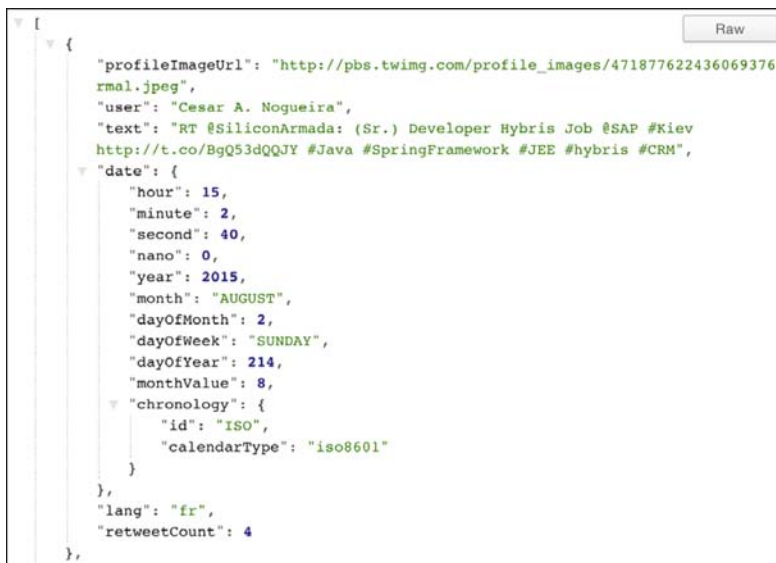 [
Raw
{
"profileImageUrl": "http://pbs.twimg.com/profile_images/471877622436069376
rmal.jpeg",
"user": "Cesar A. Nogueira",
"text": "RT @SiliconArmada: (Sr.) Developer Hybris Job @SAP #Kiev
http://t.co/BgQ53dQQJY #Java #SpringFramework #JEE #hybris #CRM",
"date": {
"hour": 15,
"minute": 2,
"second": 40,
"nano": 0,
"year": 2015,
"month": "AUGUST",
"dayOfMonth": 2,
"dayOfWeek": "SUNDAY",
"dayOfYear": 214,
"monthValue": 8,
"chronology": {
"id": "ISO",
"calendarType": "iso8601"
}
},
"lang": "fr",
"retweetCount": 4
},